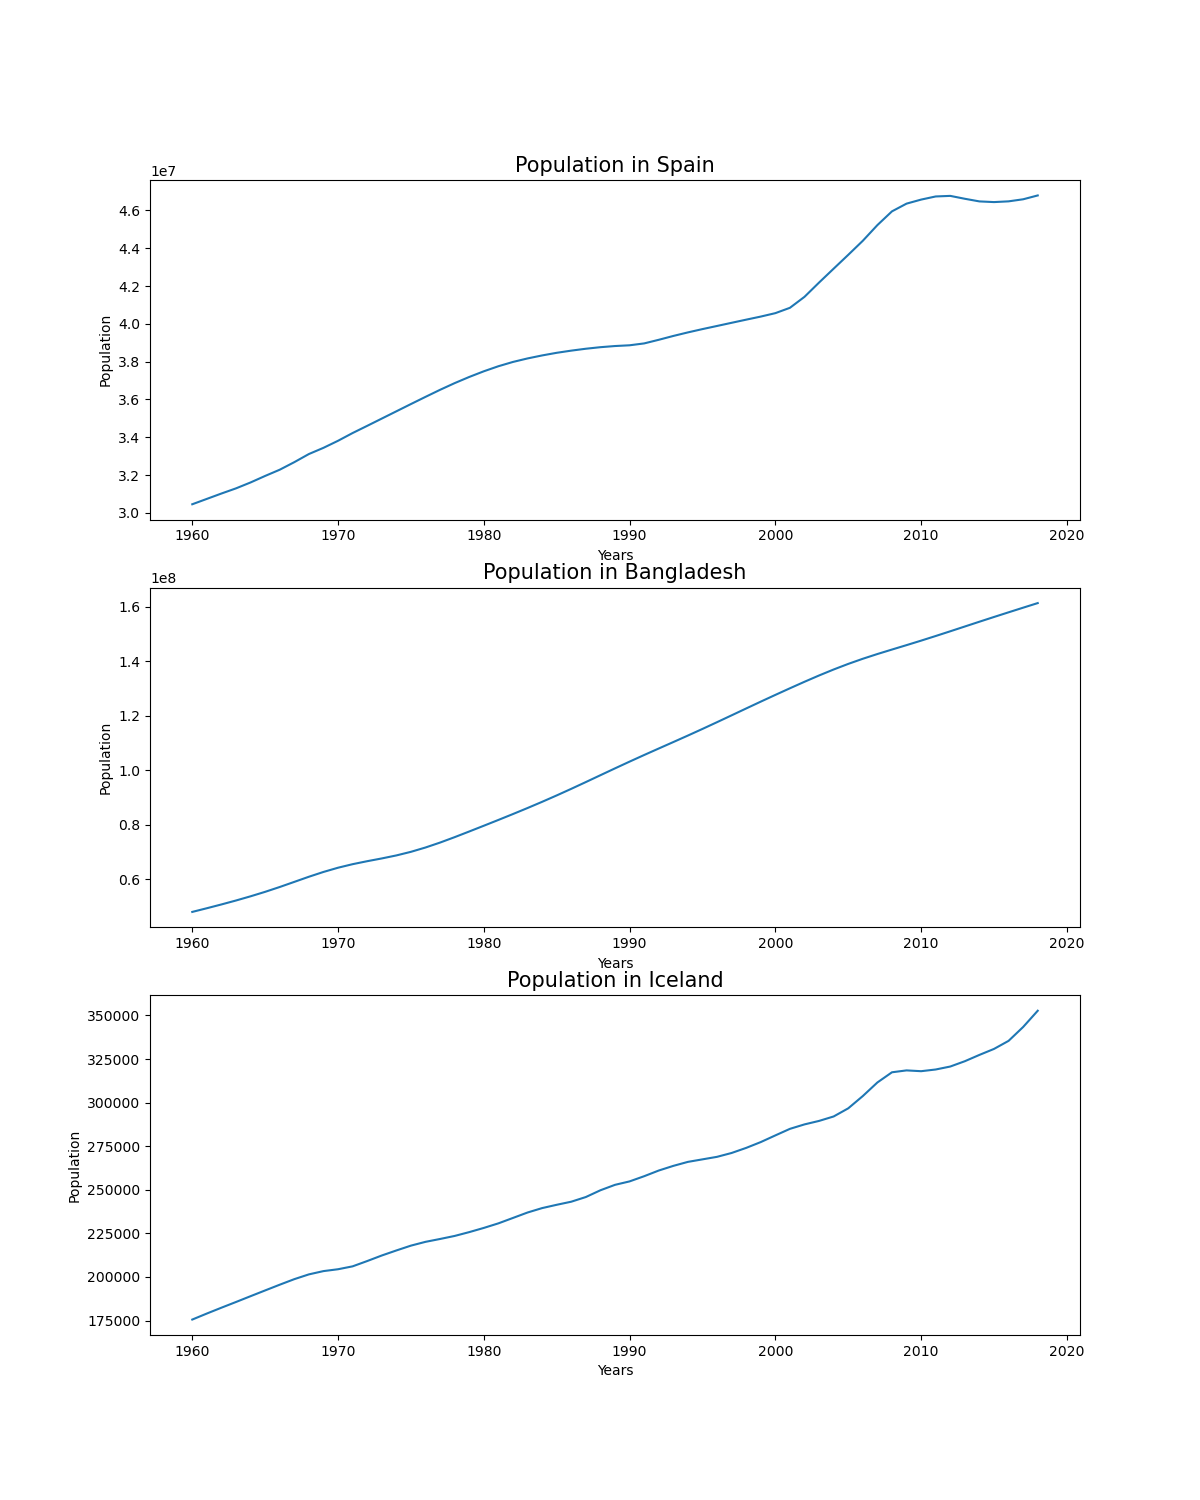 Population in Spain
1e7
4.6
4.4
4.2
4.0
3.8
3.6
3.4
3.2
3.0
Population
1960 1970 1980 1990 2000 2010 2020
Years
Population in Bangladesh
1e8
1.6
1.4
1.2
1.0
0.8
0.6
Population
1960 1970 1980 1990 2000 2010 2020
Years
Population in Iceland
350000
325000
300000
275000
250000
225000
200000
175000
Population
1960 1970 1980 1990 2000 2010 2020
Years